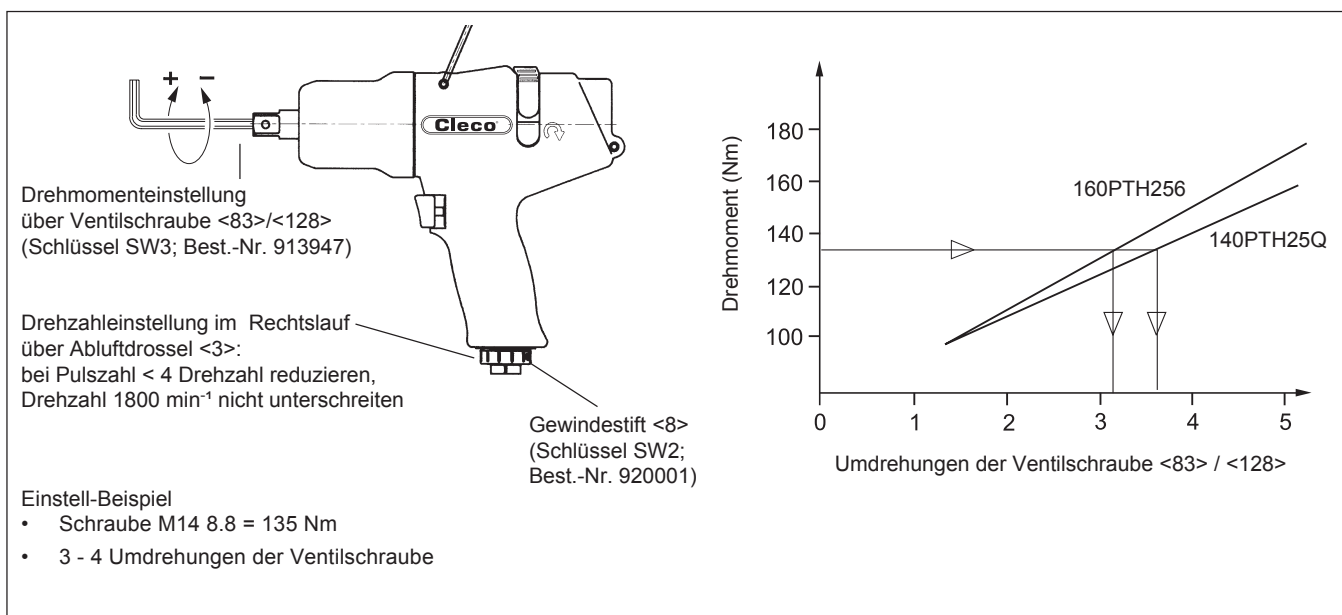 + −
Cleco
Drehmomenteinstellung
über Ventilschraube <83>/<128>
(Schlüssel SW3; Best.-Nr. 913947)
Drehzahleinstellung im Rechtslauf
über Abluftdrossel <3>:
bei Pulszahl < 4 Drehzahl reduzieren,
Drehzahl 1800 min⁻¹ nicht unterschreiten
Gewindestift <8>
(Schlüssel SW2;
Best.-Nr. 920001)
Einstell-Beispiel
• Schraube M14 8.8 = 135 Nm
• 3 - 4 Umdrehungen der Ventilschraube
Drehmoment (Nm)
180
160
140
120
100
160PTH256
140PTH25Q
0 1 2 3 4 5
Umdrehungen der Ventilschraube <83> / <128>